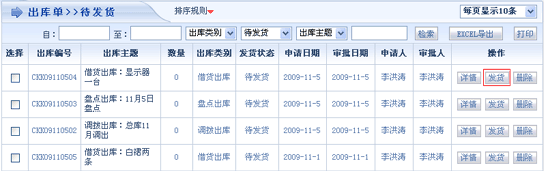 出库单>>待发货 排序规则 每页显示10条
自: 至: 出库类别 待发货 出库主题 检索 EXCEL导出 打印
选择 出库编号 出库主题 数量 出库类别 发货状态 申请日期 审批日期 申请人 审批人 操作
CKK09110504 借货出库：显示器一台 0 借货出库 待发货 2009-11-5 2009-11-5 李洪涛 李洪涛 详情 发货 删除
CKK09110503 盘点出库：11月5日盘点 0 盘点出库 待发货 2009-11-5 2009-11-5 李洪涛 李洪涛 详情 发货 删除
CKK09110502 调拨出库：总库11月调出 0 调拨出库 待发货 2009-11-5 2009-11-5 李洪涛 李洪涛 详情 发货 删除
CKK09110505 借货出库：白裙两条 0 借货出库 待发货 2009-11-1 2009-11-1 李洪涛 李洪涛 详情 发货 删除